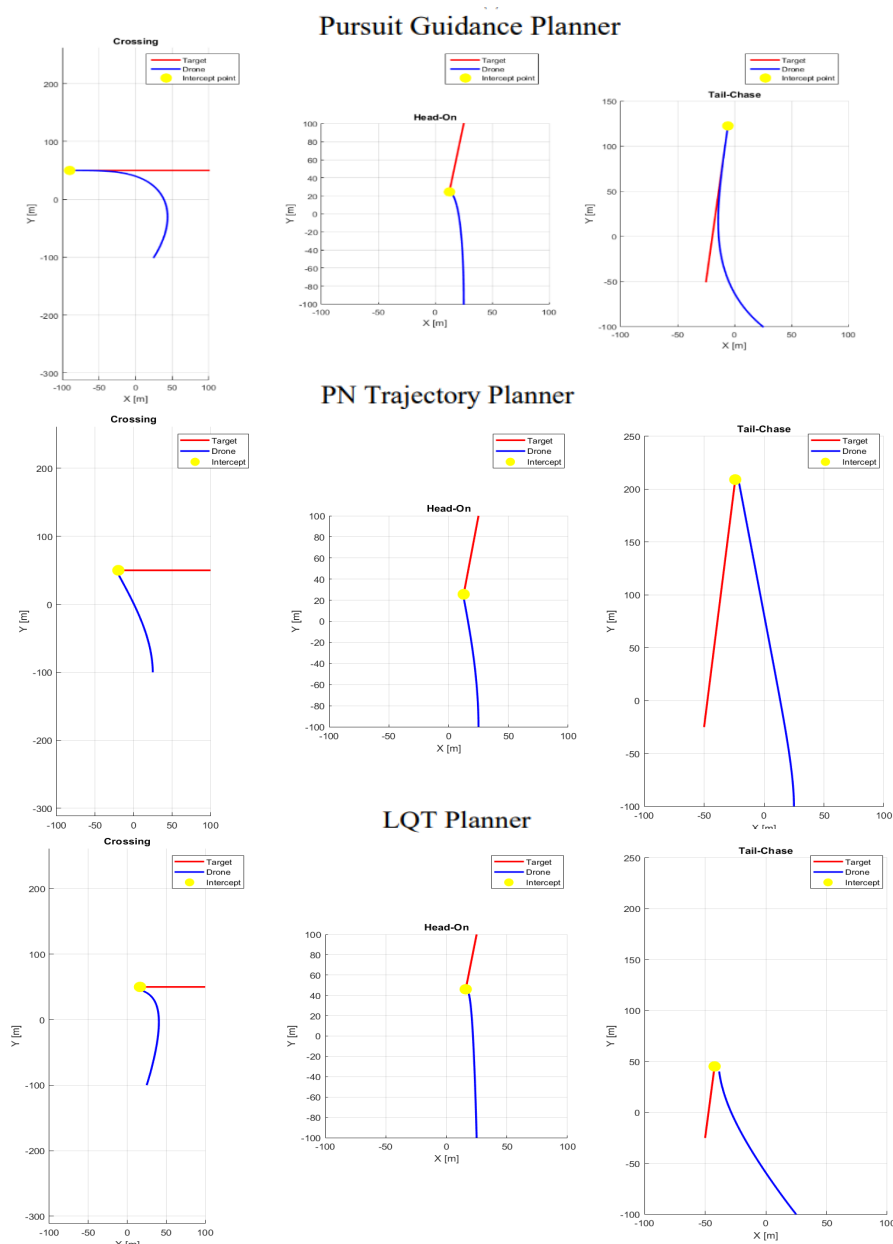 Pursuit Guidance Planner
Crossing
Target
Drone
Intercept point
200
100
0
-100
-200
-300
Y [m]
-100 -50 0 50 100
X [m]
Target
Drone
Intercept point
Head-On
100
80
60
40
20
0
-20
-40
-60
-80
-100
Y [m]
-100 -50 0 50 100
X [m]
Target
Drone
Intercept point
Tail-Chase
150
100
50
0
-50
-100
Y [m]
-100 -50 0 50 100
X [m]
PN Trajectory Planner
Crossing
Target
Drone
Intercept
200
100
0
-100
-200
-300
Y [m]
-100 -50 0 50 100
X [m]
Target
Drone
Intercept
Head-On
100
80
60
40
20
0
-20
-40
-60
-80
-100
Y [m]
-100 -50 0 50 100
X [m]
Tail-Chase
Target
Drone
Intercept
250
200
150
100
50
0
-50
-100
Y [m]
-100 -50 0 50 100
X [m]
LQT Planner
Crossing
Target
Drone
Intercept
200
100
0
-100
-200
-300
Y [m]
-100 -50 0 50 100
X [m]
Target
Drone
Intercept
Head-On
100
80
60
40
20
0
-20
-40
-60
-80
-100
Y [m]
-100 -50 0 50 100
X [m]
Tail-Chase
Target
Drone
Intercept
250
200
150
100
50
0
-50
-100
Y [m]
-100 -50 0 50 100
X [m]